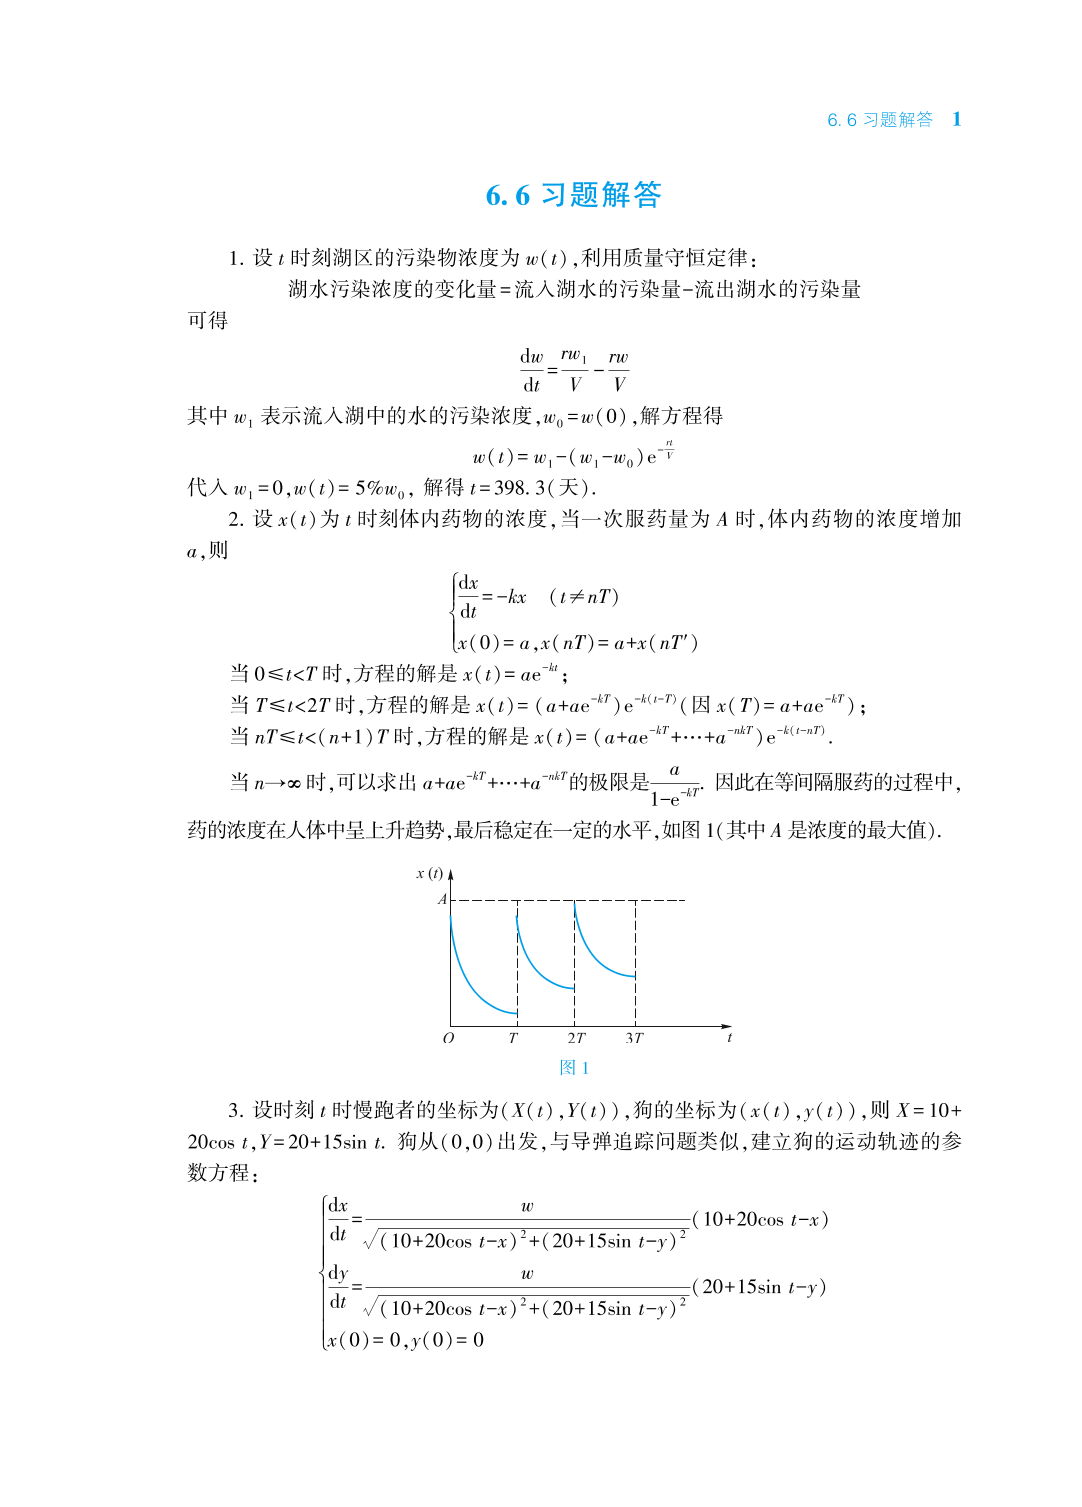 6.6 习题解答 1
6.6 习题解答
1. 设 t 时刻湖区的污染物浓度为 w(t),利用质量守恒定律:
湖水污染浓度的变化量=流入湖水的污染量-流出湖水的污染量
可得
dw/dt = rw₁/V - rw/V
其中 w₁ 表示流入湖中的水的污染浓度,w₀=w(0),解方程得
w(t)=w₁-(w₁-w₀)e^{-rt/V}
代入 w₁=0,w(t)=5%w₀, 解得 t=398.3(天).
2. 设 x(t)为 t 时刻体内药物的浓度,当一次服药量为 A 时,体内药物的浓度增加
a,则
dx/dt=-kx (t≠nT)
x(0)=a,x(nT)=a+x(nT′)
当 0≤t<T 时,方程的解是 x(t)=ae^{-kt};
当 T≤t<2T 时,方程的解是 x(t)=(a+ae^{-kT})e^{-k(t-T)}(因 x(T)=a+ae^{-kT});
当 nT≤t<(n+1)T 时,方程的解是 x(t)=(a+ae^{-kT}+…+a^{-nkT})e^{-k(t-nT)}.
当 n→∞ 时,可以求出 a+ae^{-kT}+…+a^{-nkT}的极限是 a/(1-e^{-kT}). 因此在等间隔服药的过程中,
药的浓度在人体中呈上升趋势,最后稳定在一定的水平,如图 1(其中 A 是浓度的最大值).
x (t)
A
O T 2T 3T t
图 1
3. 设时刻 t 时慢跑者的坐标为(X(t),Y(t)),狗的坐标为(x(t),y(t)),则 X=10+
20cos t,Y=20+15sin t. 狗从(0,0)出发,与导弹追踪问题类似,建立狗的运动轨迹的参
数方程:
dx/dt = w/√((10+20cos t-x)²+(20+15sin t-y)²) (10+20cos t-x)
dy/dt = w/√((10+20cos t-x)²+(20+15sin t-y)²) (20+15sin t-y)
x(0)=0,y(0)=0